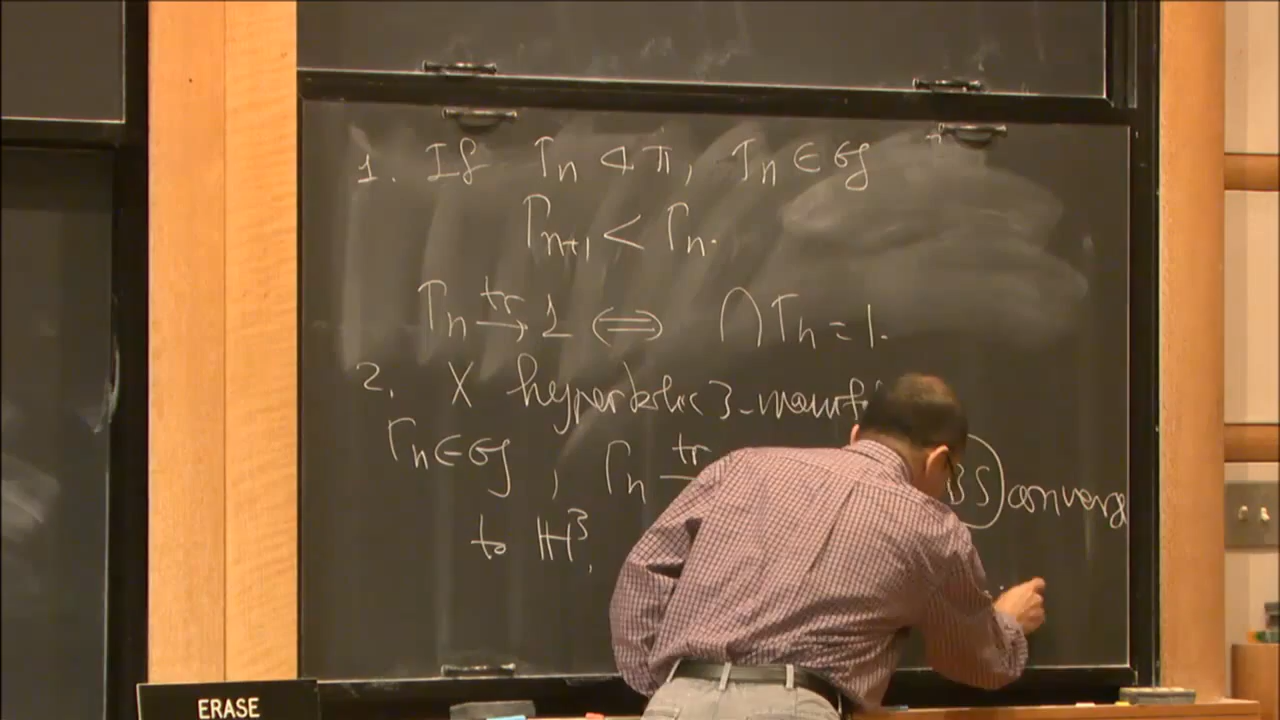 1. If Γn ◁ π, Γn ∈ G
Γn+1 < Γn.
Γn →tr 1 ⟺ ⋂ Γn = 1.
2. X hyperbolic 3-manif
Γn ∈ G, Γn tr BS converg
to ℍ³.
ERASE